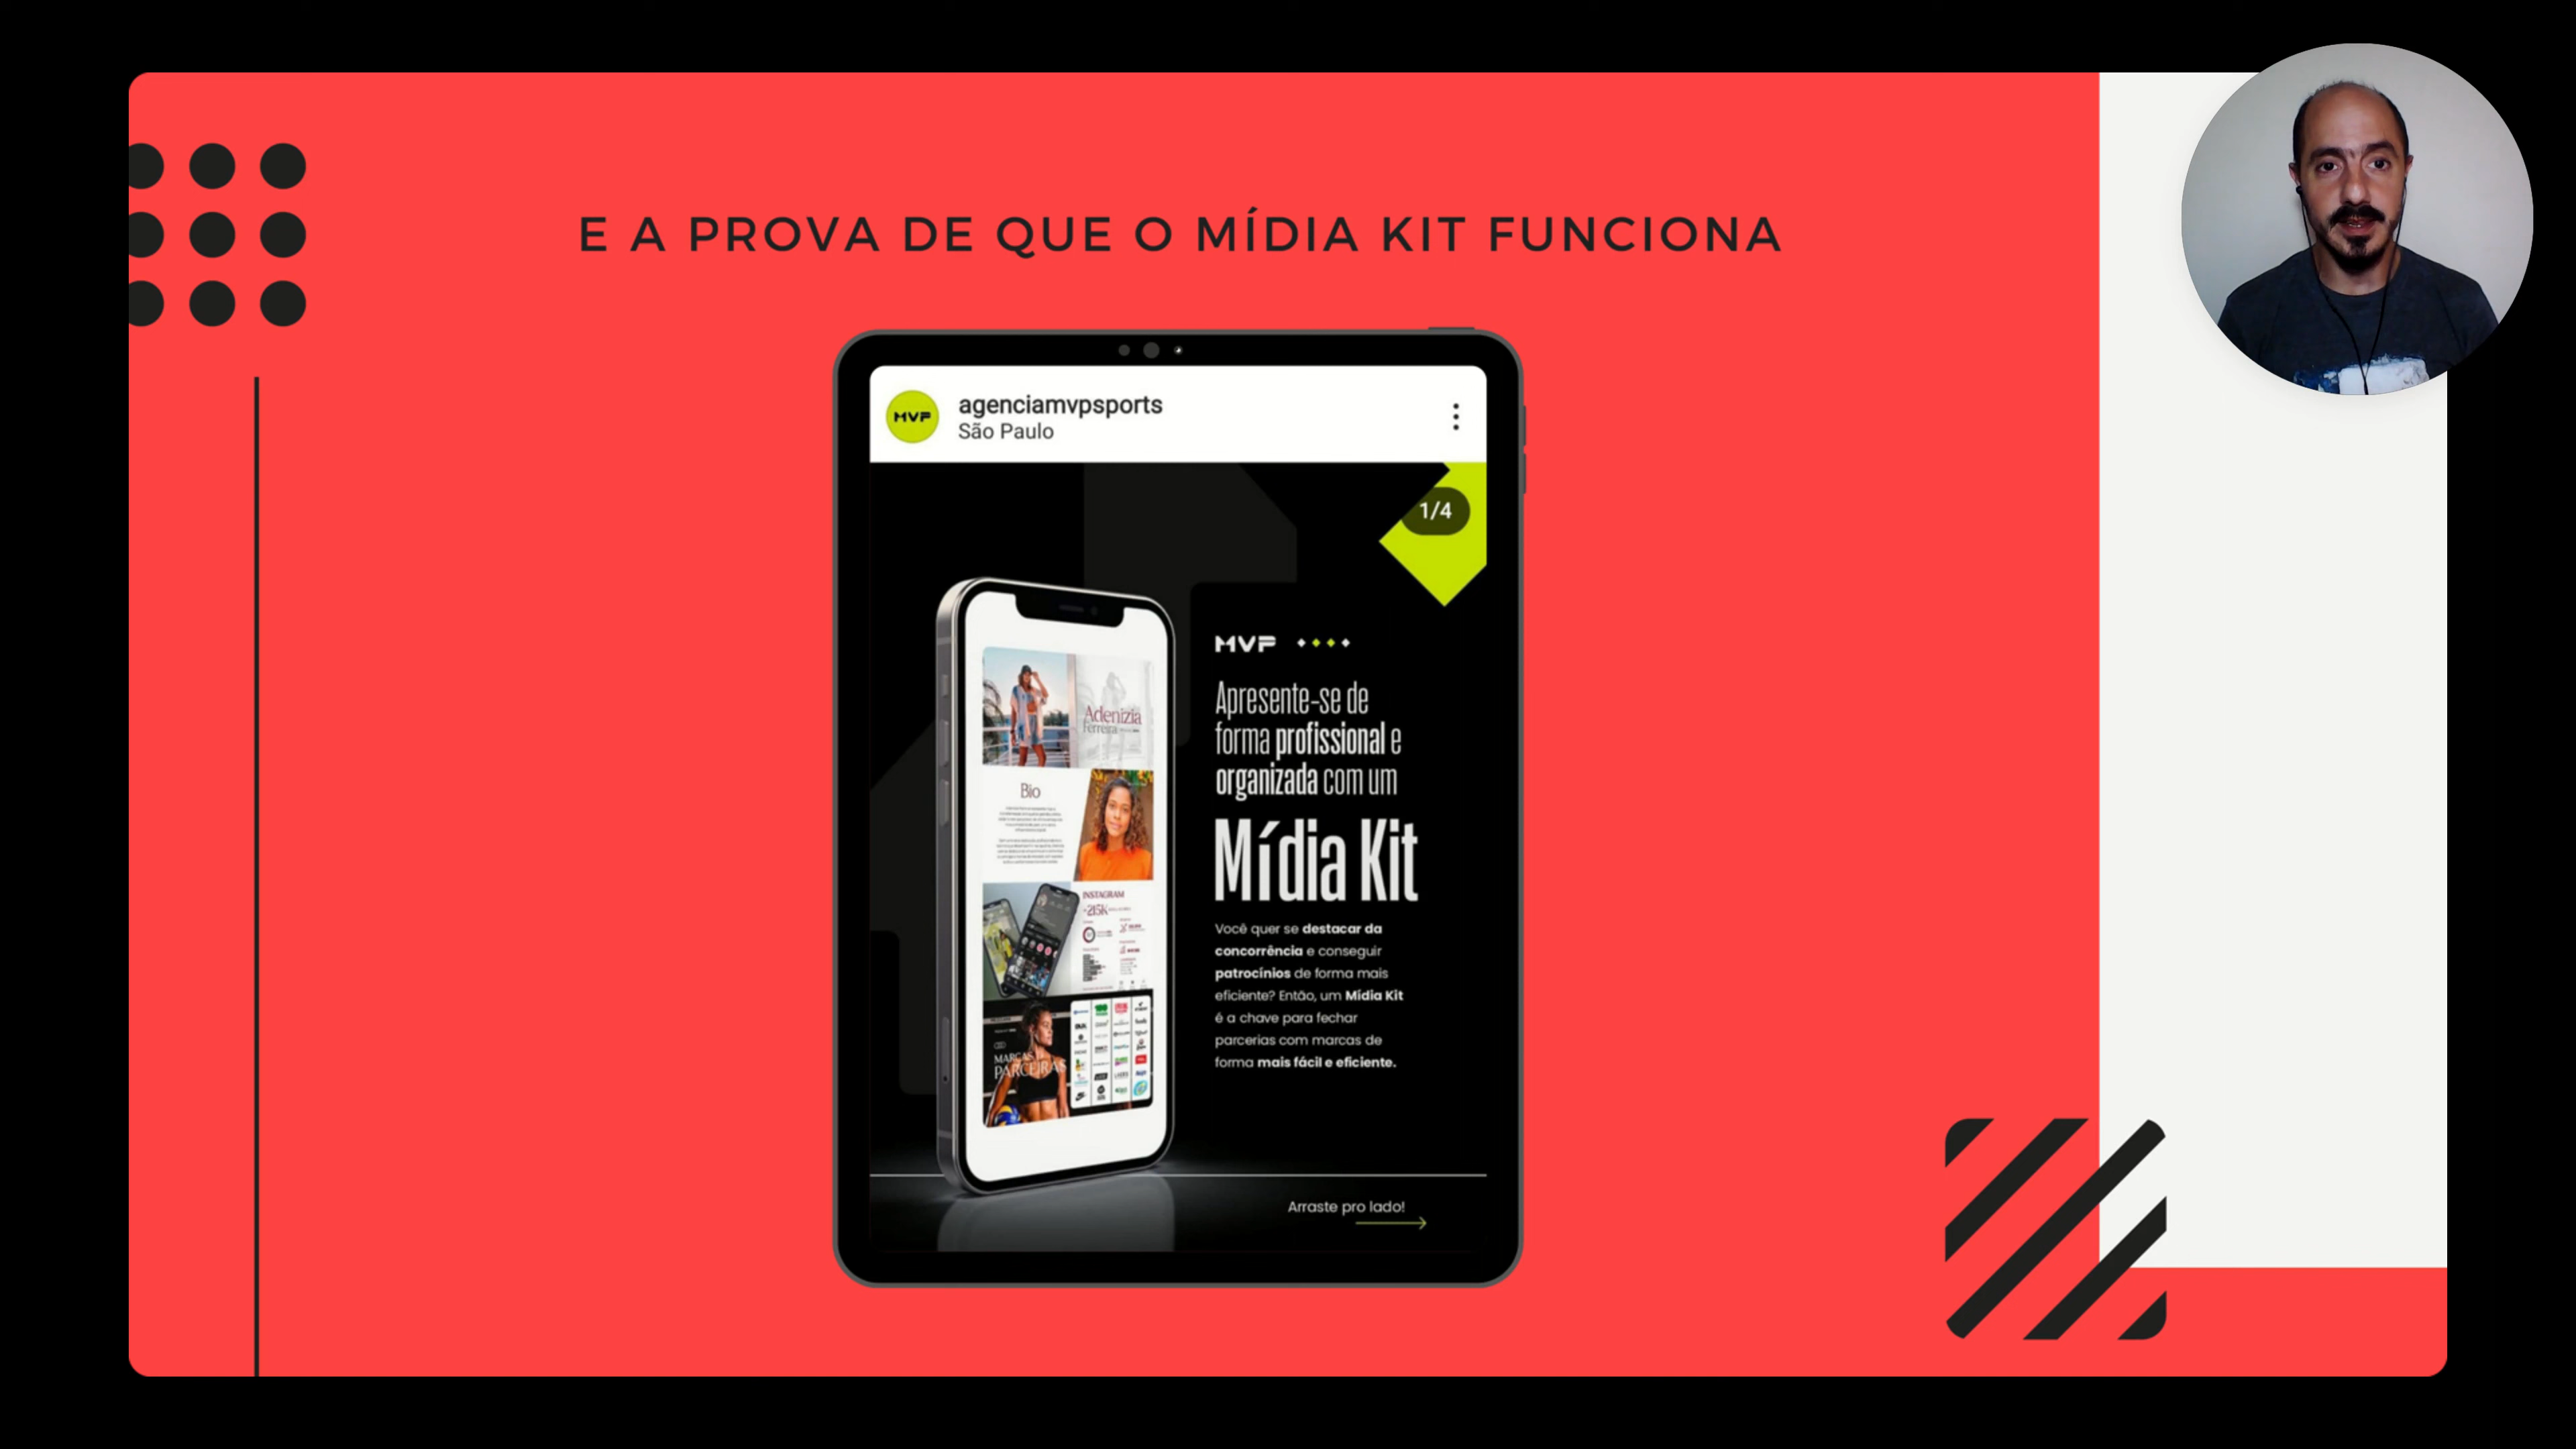 E A PROVA DE QUE O MÍDIA KIT FUNCIONA
MVP
agenciamvpsports
São Paulo
1/4
MVP
Apresente-se de
forma profissional e
organizada com um
Mídia Kit
Você quer se destacar da
concorrência e conseguir
patrocínios de forma mais
eficiente? Então, um Mídia Kit
é a chave para fechar
parcerias com marcas de
forma mais fácil e eficiente.
Adenizia
Ferreira
Bio
INSTAGRAM
+215K
MARCAS
PARCEIRAS
Arraste pro lado!